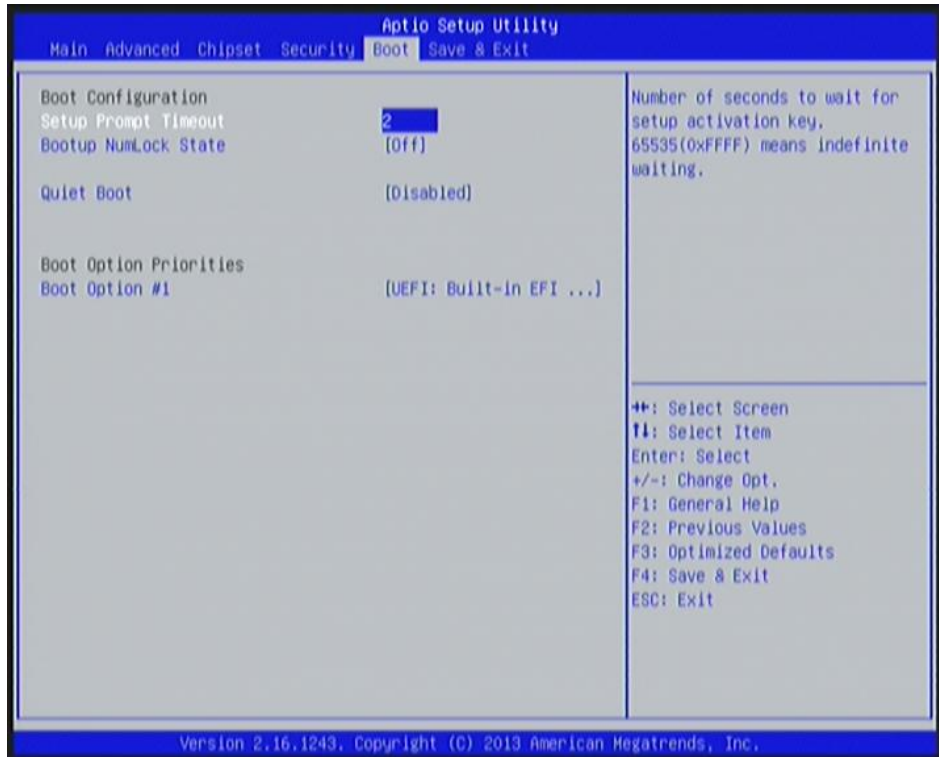 Aptio Setup Utility
Main Advanced Chipset Security Boot Save & Exit
Boot Configuration
Setup Prompt Timeout 2
Bootup NumLock State [Off]
Quiet Boot [Disabled]
Boot Option Priorities
Boot Option #1 [UEFI: Built-in EFI ...]
Number of seconds to wait for
setup activation key.
65535(0xFFFF) means indefinite
waiting.
→←: Select Screen
↑↓: Select Item
Enter: Select
+/-: Change Opt.
F1: General Help
F2: Previous Values
F3: Optimized Defaults
F4: Save & Exit
ESC: Exit
Version 2.16.1243. Copyright (C) 2013 American Megatrends, Inc.